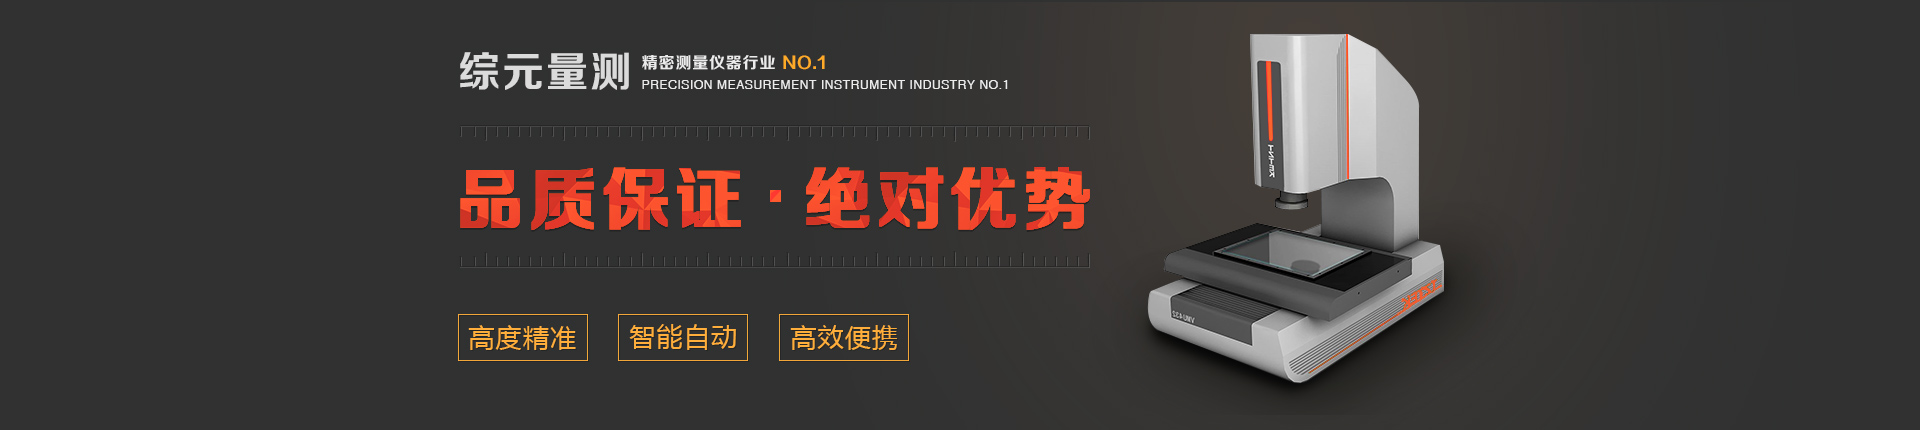 综元量测
精密测量仪器行业 NO.1
PRECISION MEASUREMENT INSTRUMENT INDUSTRY NO.1
品质保证·绝对优势
高度精准
智能自动
高效便携